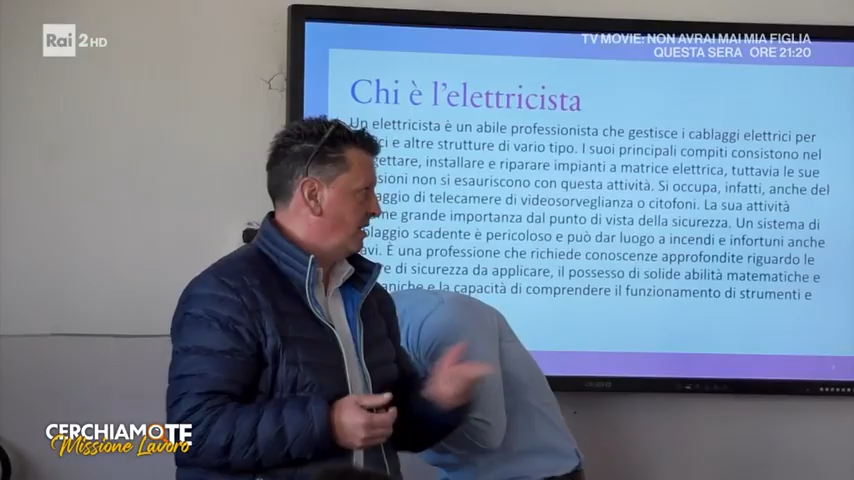 Rai 2 HD
TV MOVIE: NON AVRAI MAI MIA FIGLIA
QUESTA SERA ORE 21:20
Chi è l'elettricista
Un elettricista è un abile professionista che gestisce i cablaggi elettrici per
e altre strutture di vario tipo. I suoi principali compiti consistono nel
installare e riparare impianti a matrice elettrica, tuttavia le sue
non si esauriscono con questa attività. Si occupa, infatti, anche del
di telecamere di videosorveglianza o citofoni. La sua attività
grande importanza dal punto di vista della sicurezza. Un sistema di
scadente è pericoloso e può dar luogo a incendi e infortuni anche
È una professione che richiede conoscenze approfondite riguardo le
di sicurezza da applicare, il possesso di solide abilità matematiche e
e la capacità di comprendere il funzionamento di strumenti e
CERCHIAMOTE
Missione Lavoro